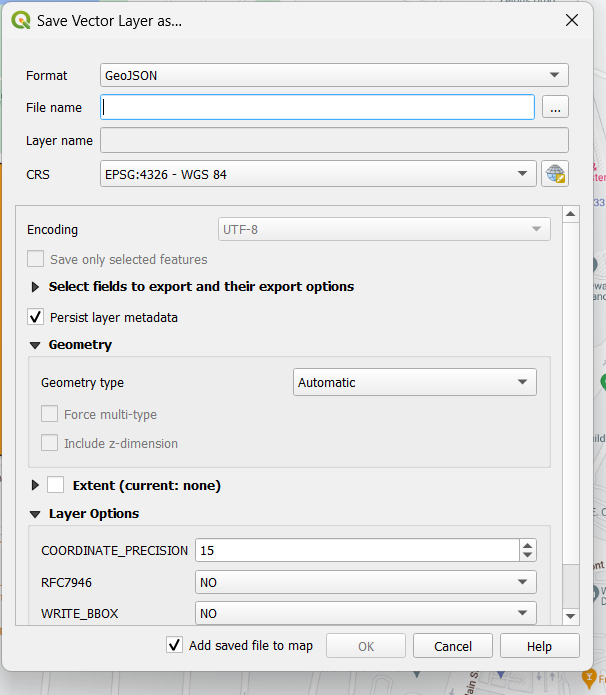 Save Vector Layer as...
Format GeoJSON
File name ...
Layer name
CRS EPSG:4326 - WGS 84
Encoding UTF-8
Save only selected features
Select fields to export and their export options
Persist layer metadata
Geometry
Geometry type Automatic
Force multi-type
Include z-dimension
Extent (current: none)
Layer Options
COORDINATE_PRECISION 15
RFC7946 NO
WRITE_BBOX NO
Add saved file to map OK Cancel Help
Main S